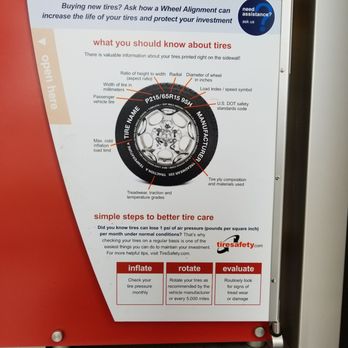 Buying new tires? Ask how a Wheel Alignment can
increase the life of your tires and protect your investment
need
assistance?
ask us
open here
what you should know about tires
There is valuable information about your tires printed right on the sidewall!
Ratio of height to width
(aspect ratio)
Radial
Diameter of wheel
in inches
Width of tire in
millimeters
Load index / speed symbol
Passenger
vehicle tire
U.S. DOT safety
standards code
TIRE NAME P215/65R15 95H MANUFACTURER
Max. cold
inflation
load limit
Tire ply composition
and materials used
Treadwear, traction and
temperature grades
simple steps to better tire care
Did you know tires can lose 1 psi of air pressure (pounds per square inch)
per month under normal conditions? That's why
checking your tires on a regular basis is one of the
easiest things you can do to maintain your investment
For more helpful tips, visit TireSafety.com.
tiresafety.com
inflate
Check your
tire pressure
monthly
rotate
Rotate your tires as
recommended by the
vehicle manufacturer
or every 5,000 miles
evaluate
Routinely look
for signs of
tread wear
or damage